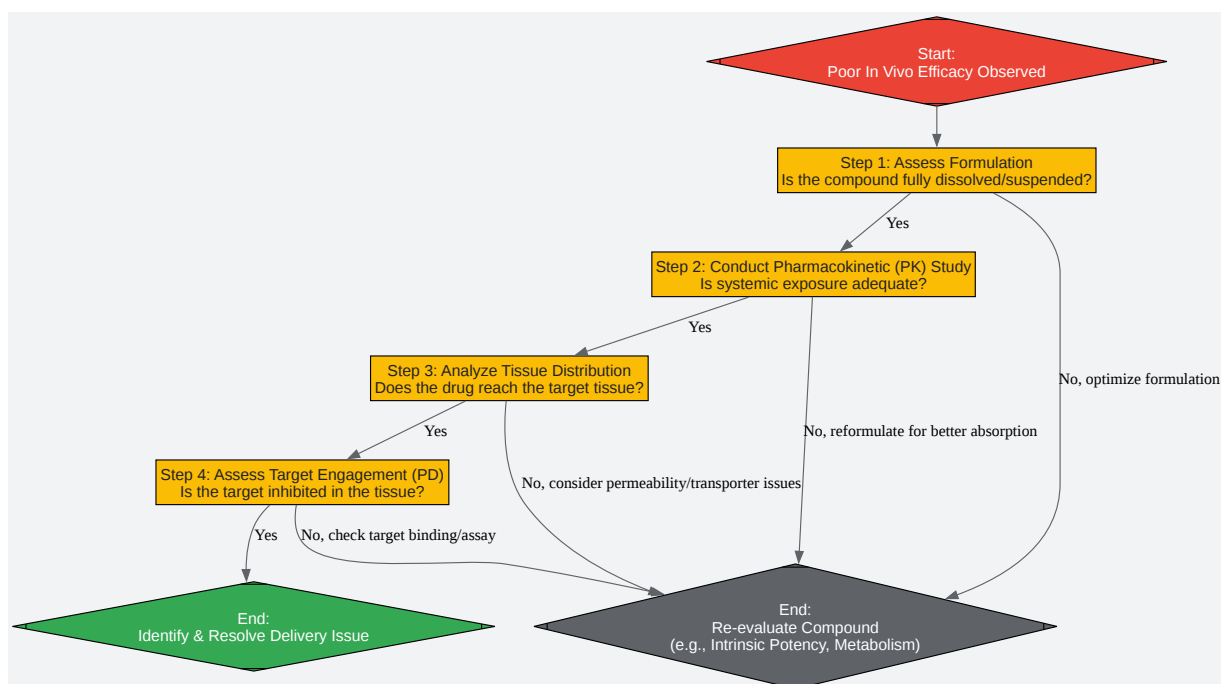 Start:
Poor In Vivo Efficacy Observed
Step 1: Assess Formulation
Is the compound fully dissolved/suspended?
Yes
Step 2: Conduct Pharmacokinetic (PK) Study
Is systemic exposure adequate?
Yes
Step 3: Analyze Tissue Distribution
Does the drug reach the target tissue?
No, optimize formulation
Yes
No, reformulate for better absorption
Step 4: Assess Target Engagement (PD)
Is the target inhibited in the tissue?
No, consider permeability/transporter issues
Yes
No, check target binding/assay
End:
Identify & Resolve Delivery Issue
End:
Re-evaluate Compound
(e.g., Intrinsic Potency, Metabolism)